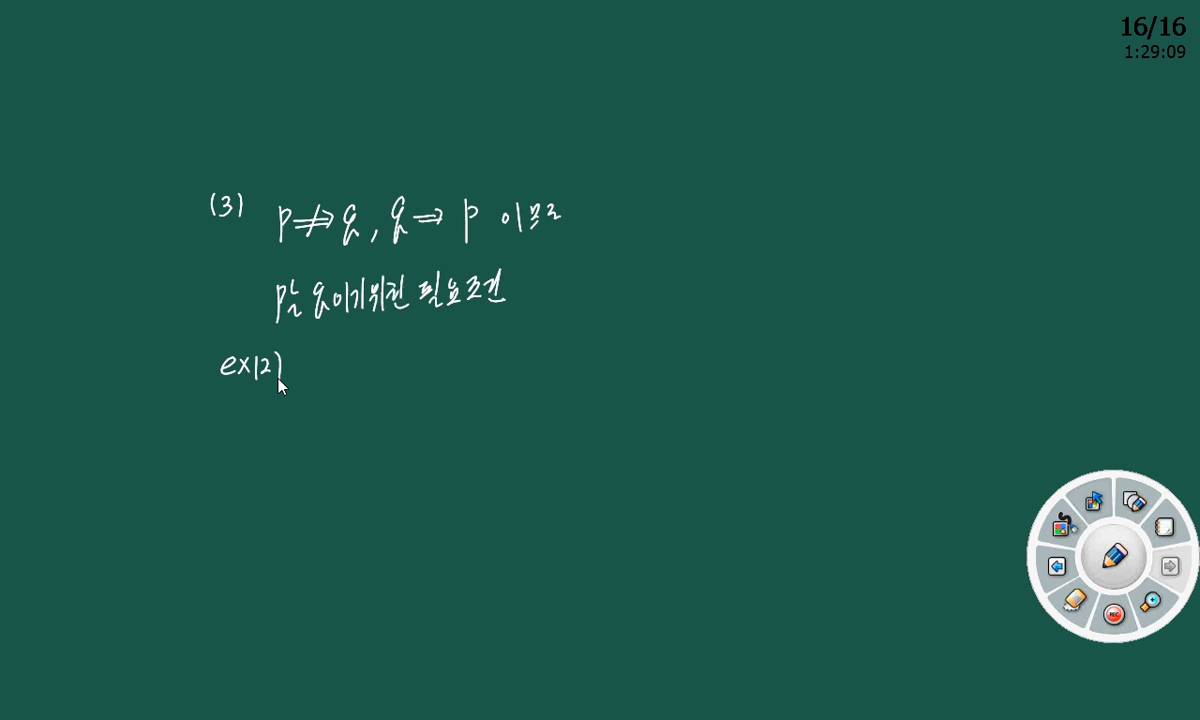 16/16
1:29:09
(3) p⇏q, q⇒p 이므로
p는 q이기위한 필요조건
ex12)
REC